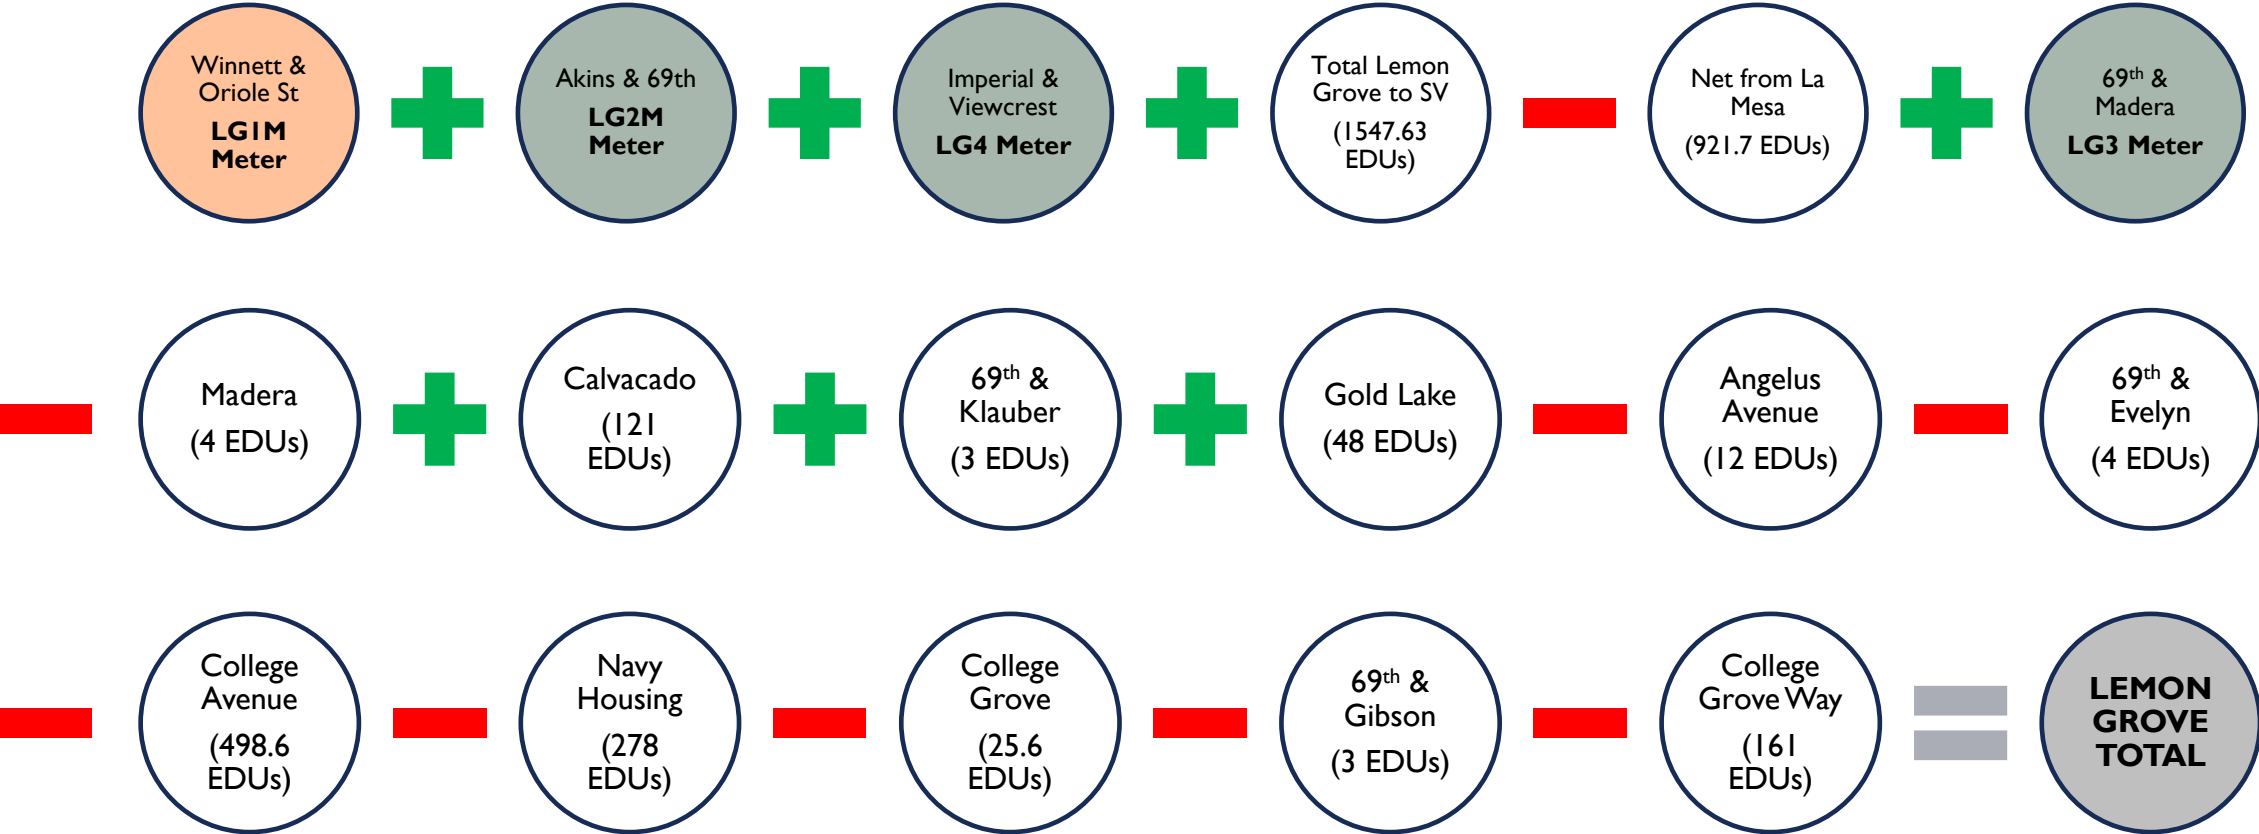 Winnett &
Oriole St
LG1M
Meter
Akins & 69th
LG2M
Meter
Imperial &
Viewcrest
LG4 Meter
Total Lemon
Grove to SV
(1547.63
EDUs)
Net from La
Mesa
(921.7 EDUs)
69th &
Madera
LG3 Meter
Madera
(4 EDUs)
Calvacado
(121
EDUs)
69th &
Klauber
(3 EDUs)
Gold Lake
(48 EDUs)
Angelus
Avenue
(12 EDUs)
69th &
Evelyn
(4 EDUs)
College
Avenue
(498.6
EDUs)
Navy
Housing
(278
EDUs)
College
Grove
(25.6
EDUs)
69th &
Gibson
(3 EDUs)
College
Grove Way
(161
EDUs)
LEMON
GROVE
TOTAL